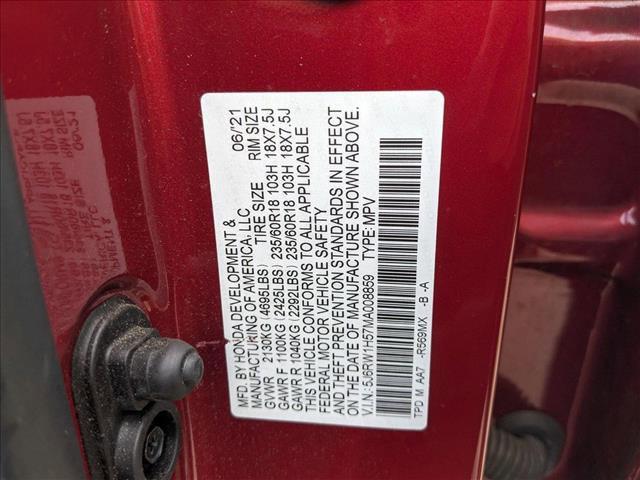 MFD. BY HONDA DEVELOPMENT & 06/'21
MANUFACTURING OF AMERICA, LLC
TIRE SIZE RIM SIZE
GVWR 2130KG (4695LBS)
GAWR F 1100KG (2425LBS) 235/60R18 103H 18X7.5J
GAWR R 1040KG (2292LBS) 235/60R18 103H 18X7.5J
THIS VEHICLE CONFORMS TO ALL APPLICABLE
FEDERAL MOTOR VEHICLE SAFETY
AND THEFT PREVENTION STANDARDS IN EFFECT
ON THE DATE OF MANUFACTURE SHOWN ABOVE.
V.I.N.: 5J8RW1H57MA008859 TYPE: MPV
TPD M AA7 -R569MX -B -A